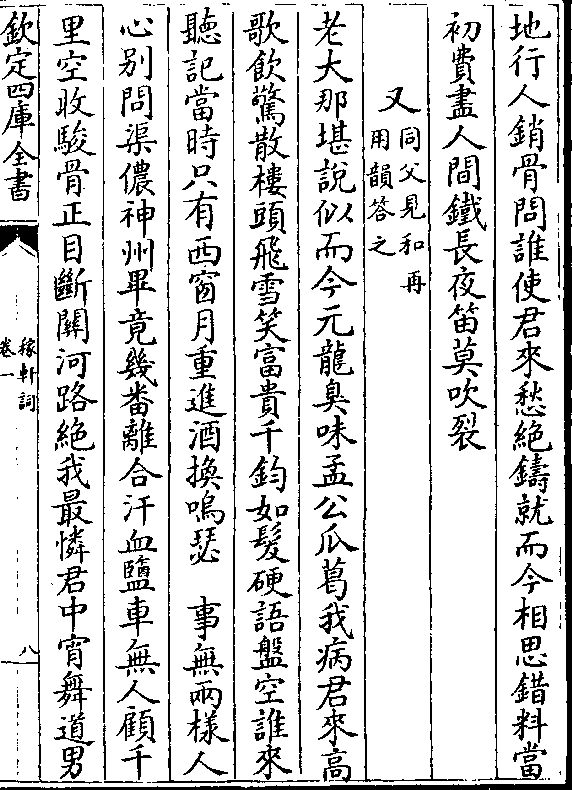 地行人銷骨問誰使君來愁絕鑄就而今相思錯料當
初費盡人間鐵長夜笛莫吹裂
又同父見和再用韻答之
老大那堪說似而今元龍臭味孟公瓜葛我病君來高
歌飲驚散樓頭飛雪笑富貴千鈞如髮硬語盤空誰來
聽記當時只有西窗月重進酒換鳴瑟　事無兩樣人
心别問渠儂神州畢竟幾番離合汗血鹽車無人顧千
里空收駿骨正目斷關河路絕我最憐君中宵舞道男
欽定四庫全書
稼軒詞
卷一
八